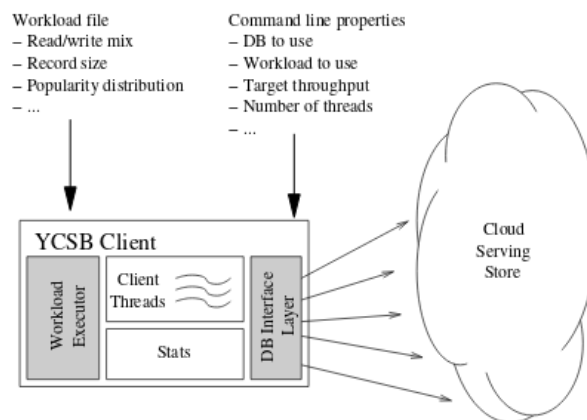 Workload file
– Read/write mix
– Record size
– Popularity distribution
– ...
Command line properties
– DB to use
– Workload to use
– Target throughput
– Number of threads
– ...
YCSB Client
Workload
Executor
Client
Threads
Stats
DB Interface
Layer
Cloud
Serving
Store